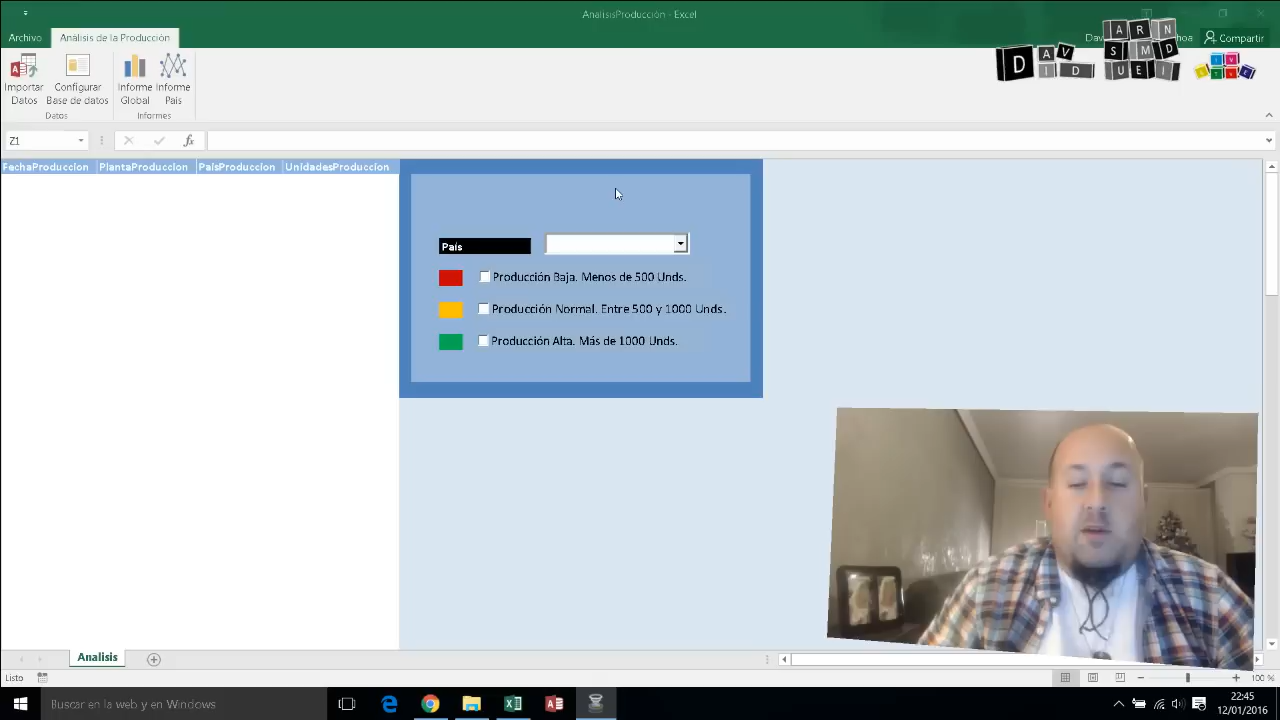 AnalisisProducción - Excel
Archivo
Análisis de la Producción
Compartir
Importar Datos
Configurar Base de datos
Informe Global
Informe País
Datos
Informes
DAVID
ARNSMDUEI
Z1
fx
FechaProduccion
PlantaProduccion
PaisProduccion
UnidadesProduccion
País
Producción Baja. Menos de 500 Unds.
Producción Normal. Entre 500 y 1000 Unds.
Producción Alta. Más de 1000 Unds.
Analisis
Listo
100 %
Buscar en la web y en Windows
22:45
12/01/2016